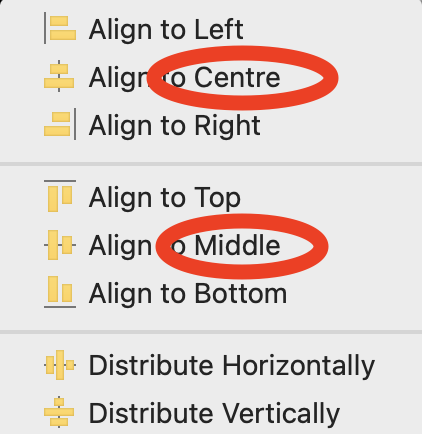 Align to Left
Align to Centre
Align to Right
Align to Top
Align to Middle
Align to Bottom
Distribute Horizontally
Distribute Vertically